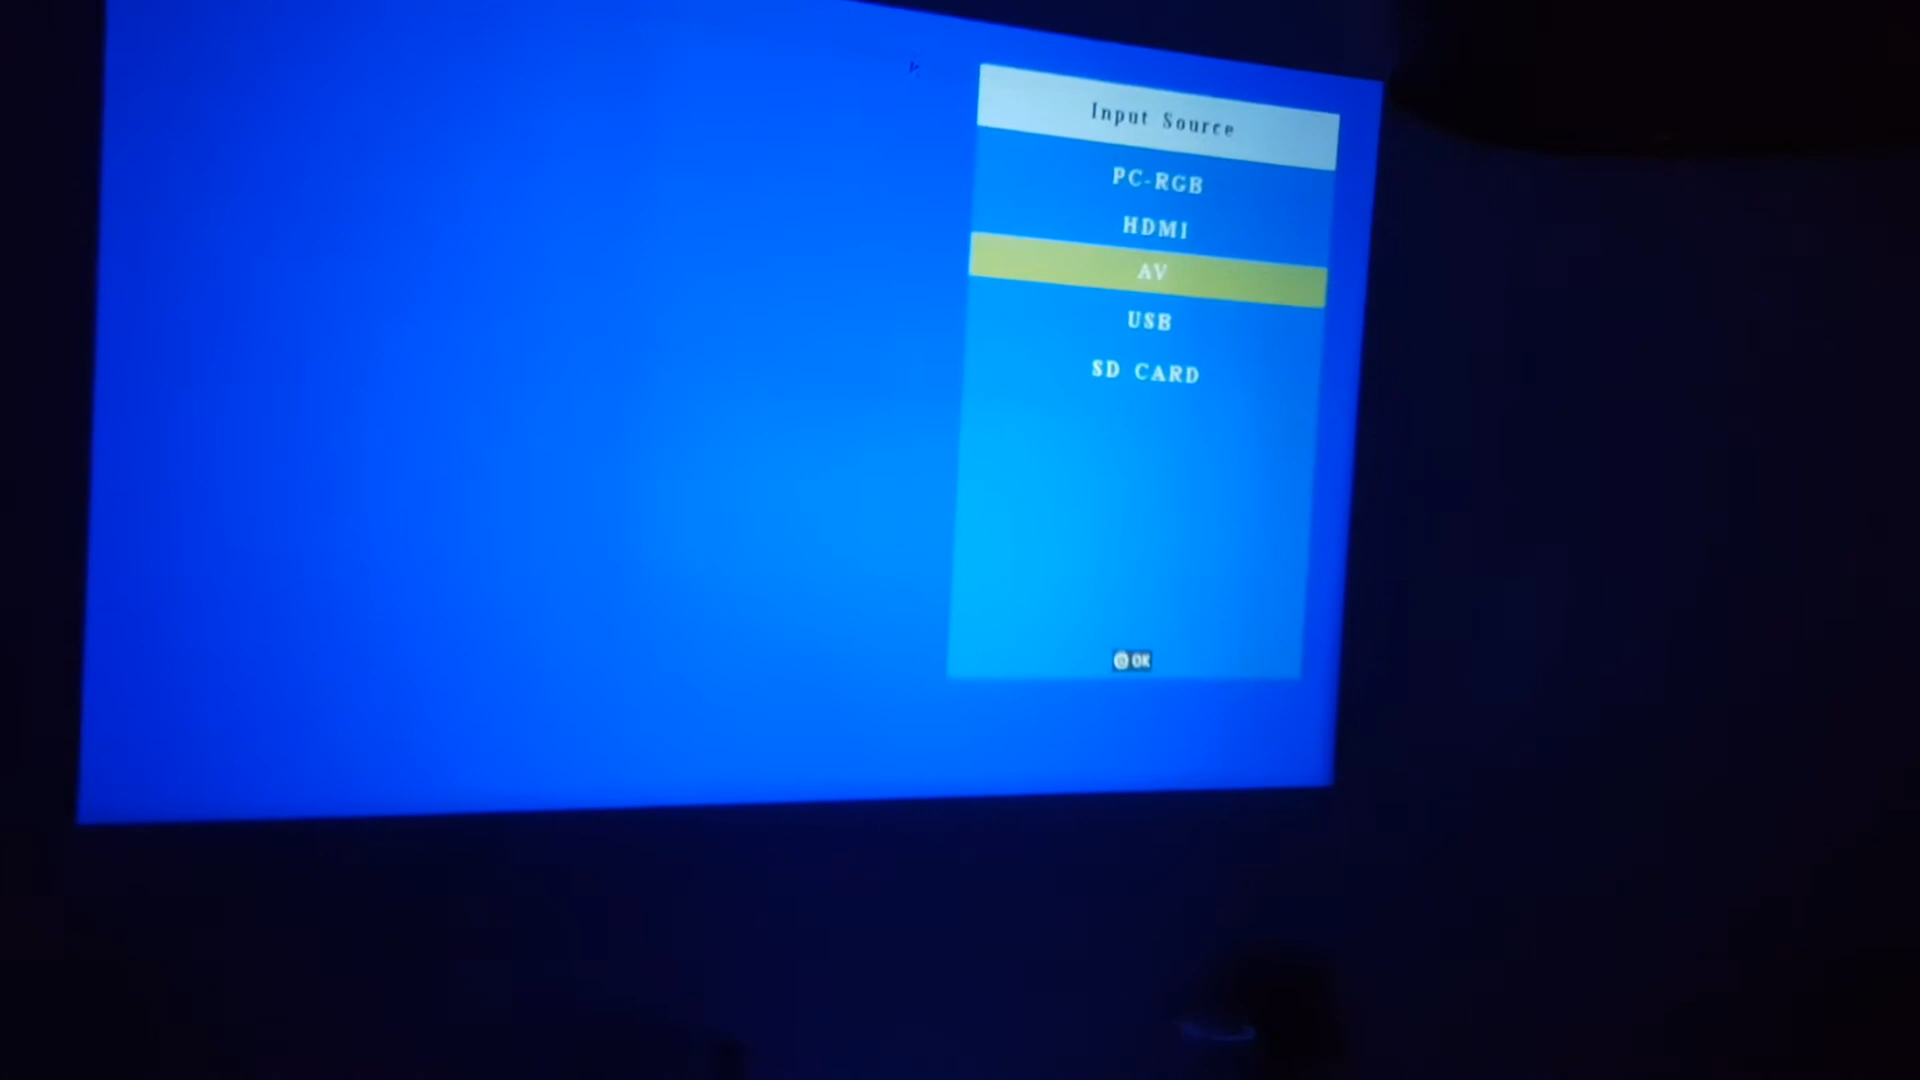 Input Source
PC-RGB
HDMI
AV
USB
SD CARD
OK